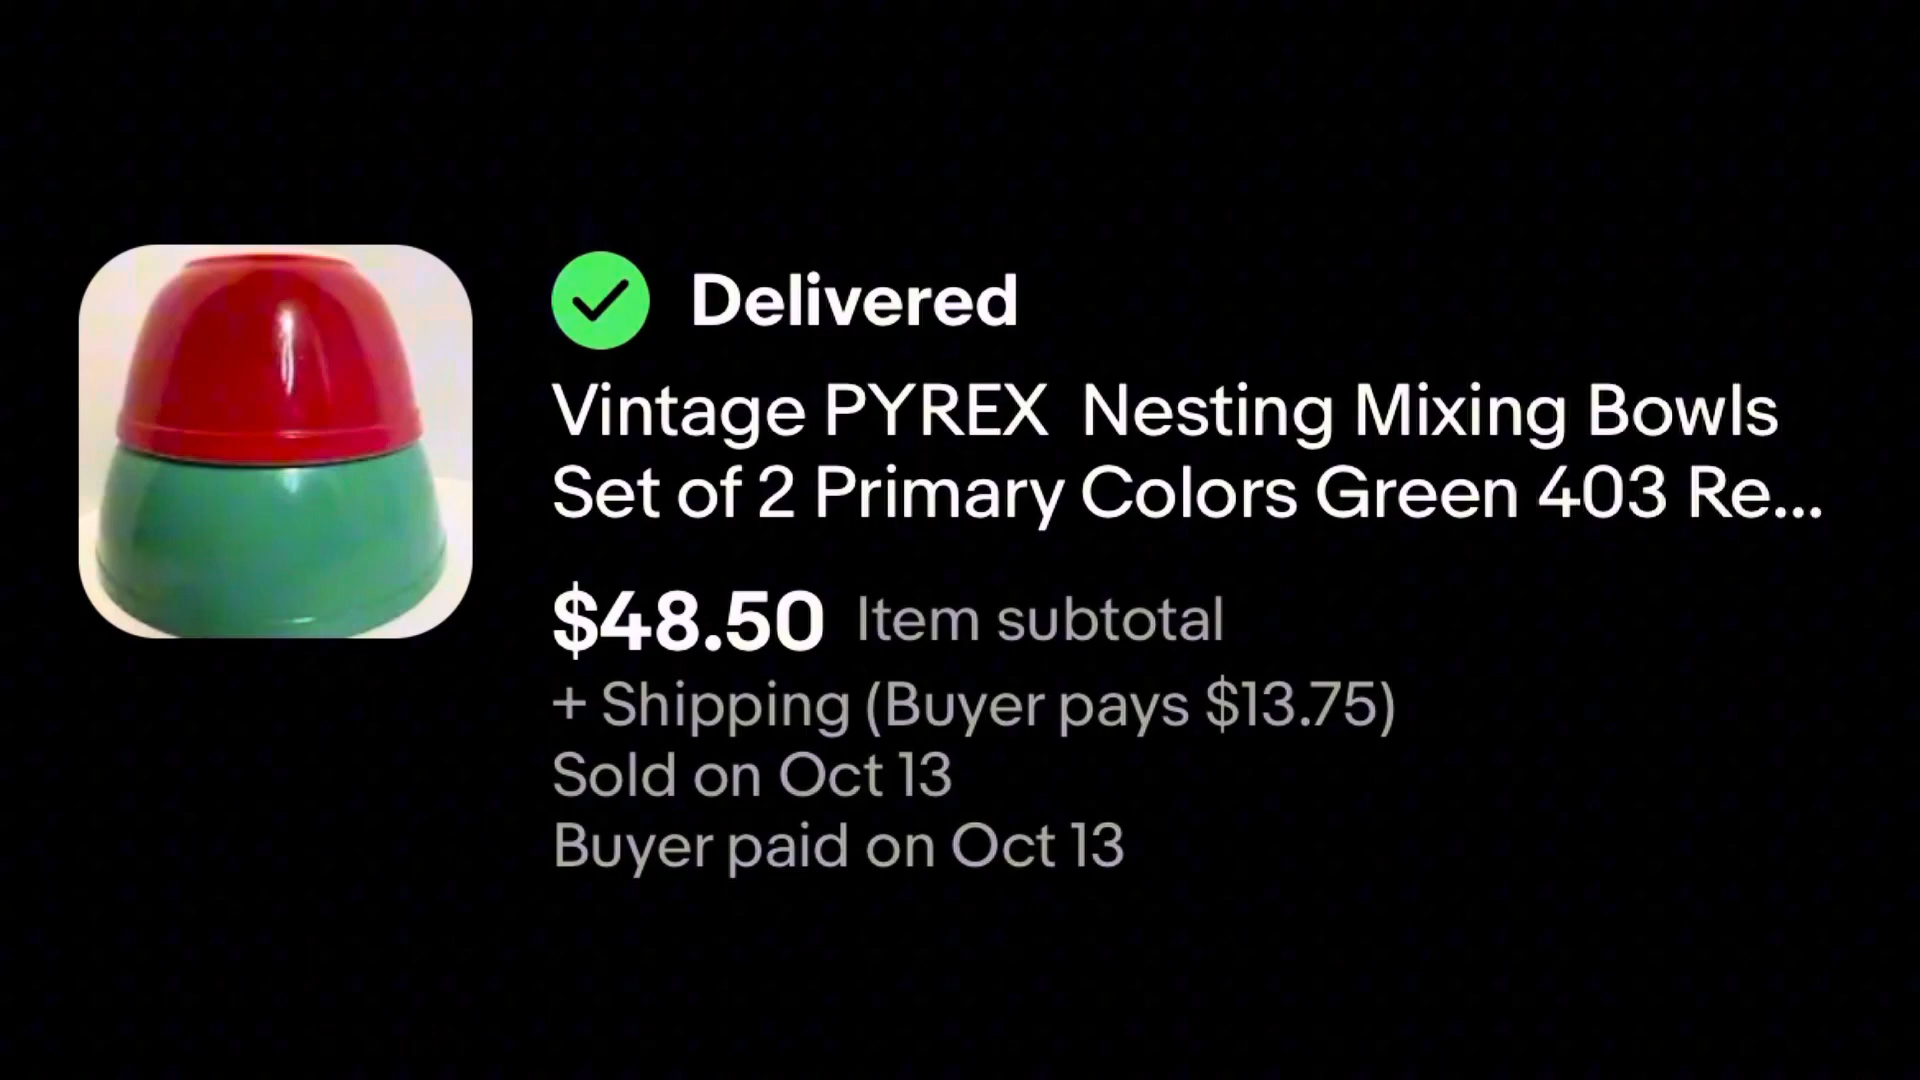 Delivered
Vintage PYREX  Nesting Mixing Bowls
Set of 2 Primary Colors Green 403 Re...
$48.50 Item subtotal
+ Shipping (Buyer pays $13.75)
Sold on Oct 13
Buyer paid on Oct 13